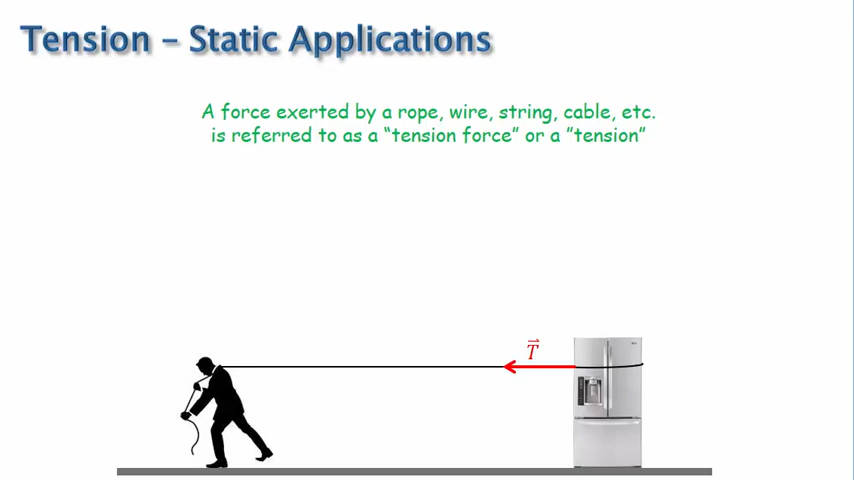 Tension – Static Applications
A force exerted by a rope, wire, string, cable, etc.
is referred to as a “tension force” or a ”tension”
T⃗